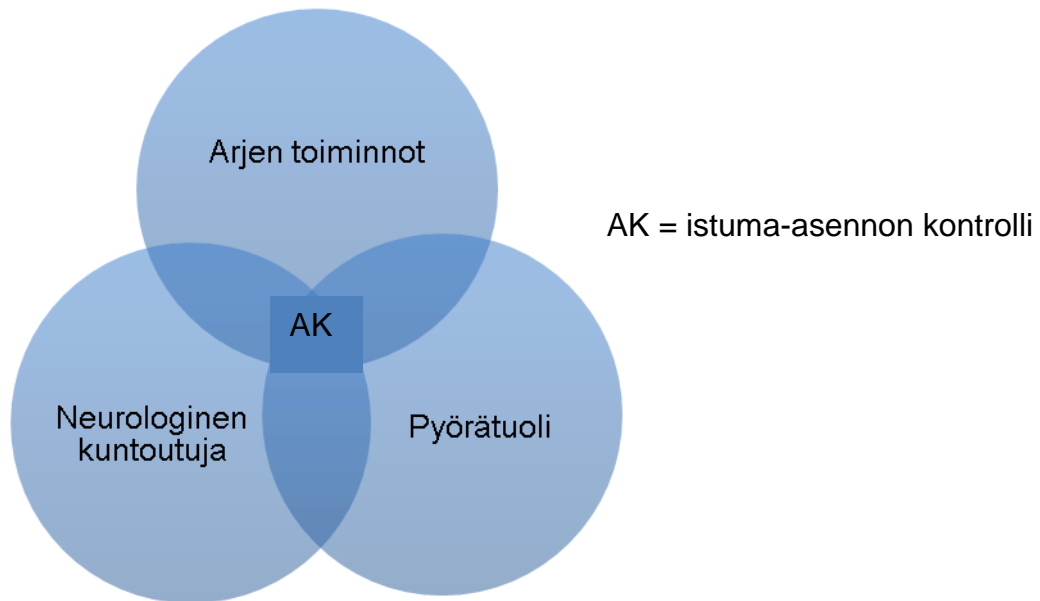 Arjen toiminnot
AK = istuma-asennon kontrolli
AK
Neurologinen
kuntoutuja
Pyörätuoli